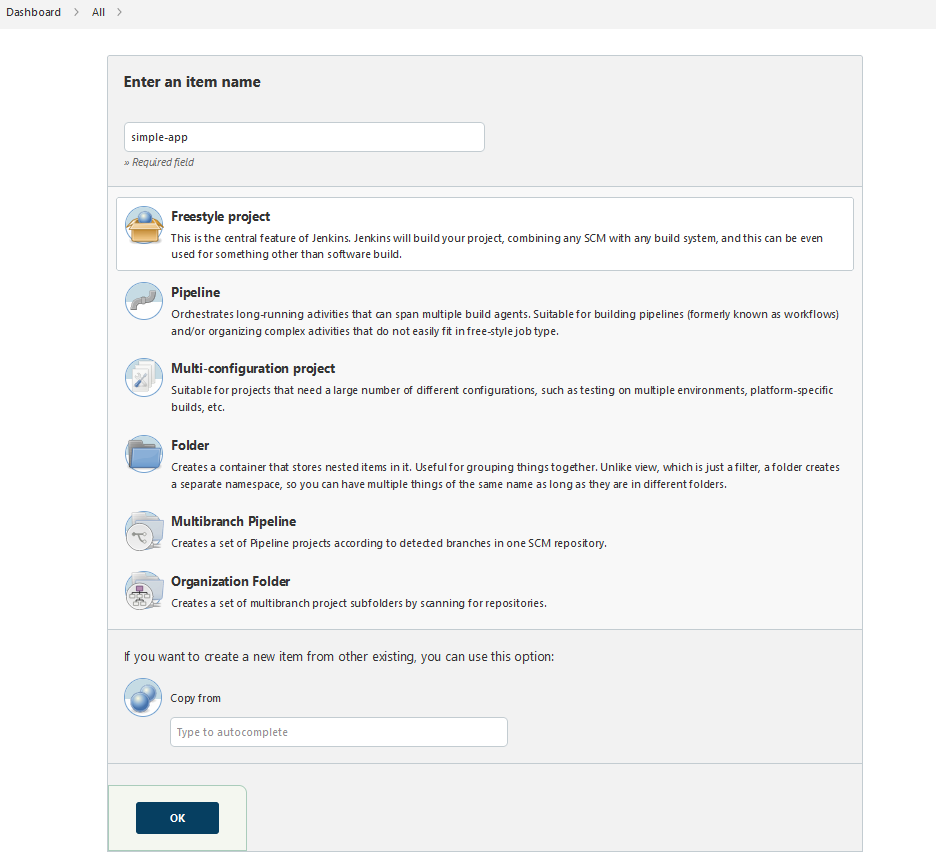 Dashboard > All >
Enter an item name
simple-app
» Required field
Freestyle project
This is the central feature of Jenkins. Jenkins will build your project, combining any SCM with any build system, and this can be even
used for something other than software build.
Pipeline
Orchestrates long-running activities that can span multiple build agents. Suitable for building pipelines (formerly known as workflows)
and/or organizing complex activities that do not easily fit in free-style job type.
Multi-configuration project
Suitable for projects that need a large number of different configurations, such as testing on multiple environments, platform-specific
builds, etc.
Folder
Creates a container that stores nested items in it. Useful for grouping things together. Unlike view, which is just a filter, a folder creates
a separate namespace, so you can have multiple things of the same name as long as they are in different folders.
Multibranch Pipeline
Creates a set of Pipeline projects according to detected branches in one SCM repository.
Organization Folder
Creates a set of multibranch project subfolders by scanning for repositories.
If you want to create a new item from other existing, you can use this option:
Copy from
Type to autocomplete
OK